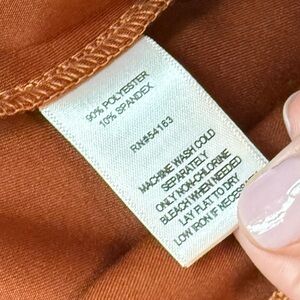 90% POLYESTER
10% SPANDEX
RN#54163
MACHINE WASH COLD
SEPARATELY
ONLY NON-CHLORINE
BLEACH WHEN NEEDED
LAY FLAT TO DRY
LOW IRON IF